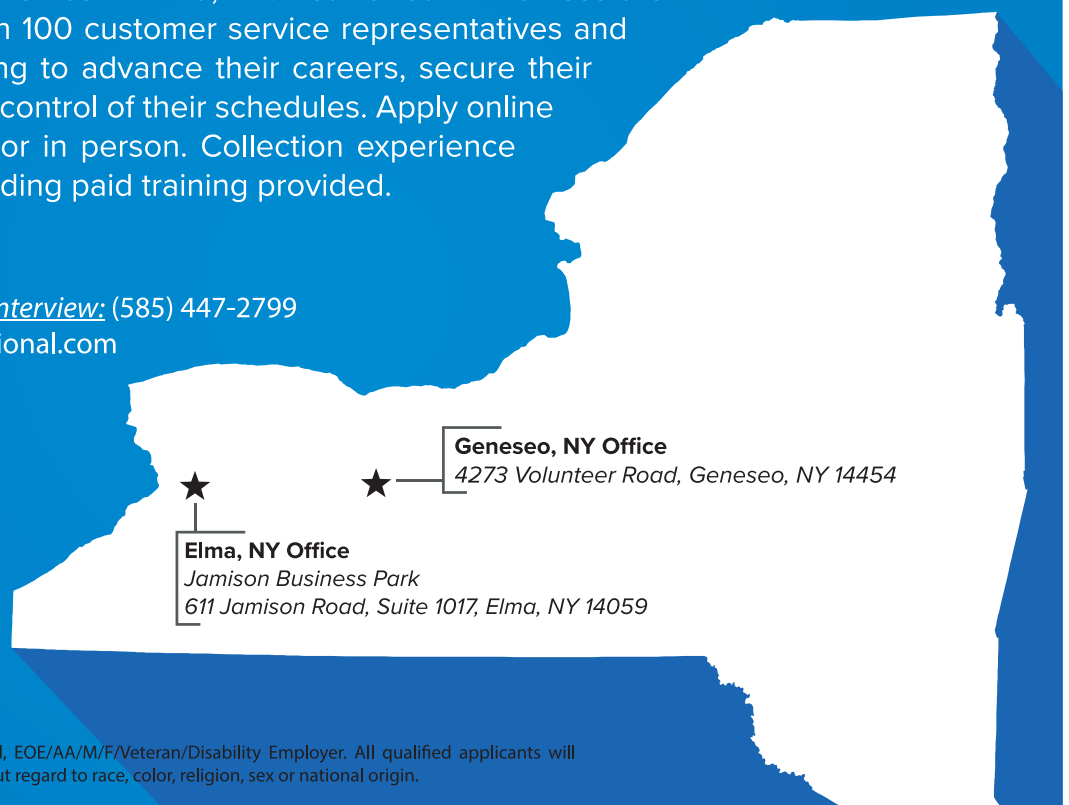 n 100 customer service representatives and
ng to advance their careers, secure their
control of their schedules. Apply online
or in person. Collection experience
ding paid training provided.
nterview: (585) 447-2799
ional.com
Geneseo, NY Office
4273 Volunteer Road, Geneseo, NY 14454
Elma, NY Office
Jamison Business Park
611 Jamison Road, Suite 1017, Elma, NY 14059
l, EOE/AA/M/F/Veteran/Disability Employer. All qualified applicants will
ut regard to race, color, religion, sex or national origin.